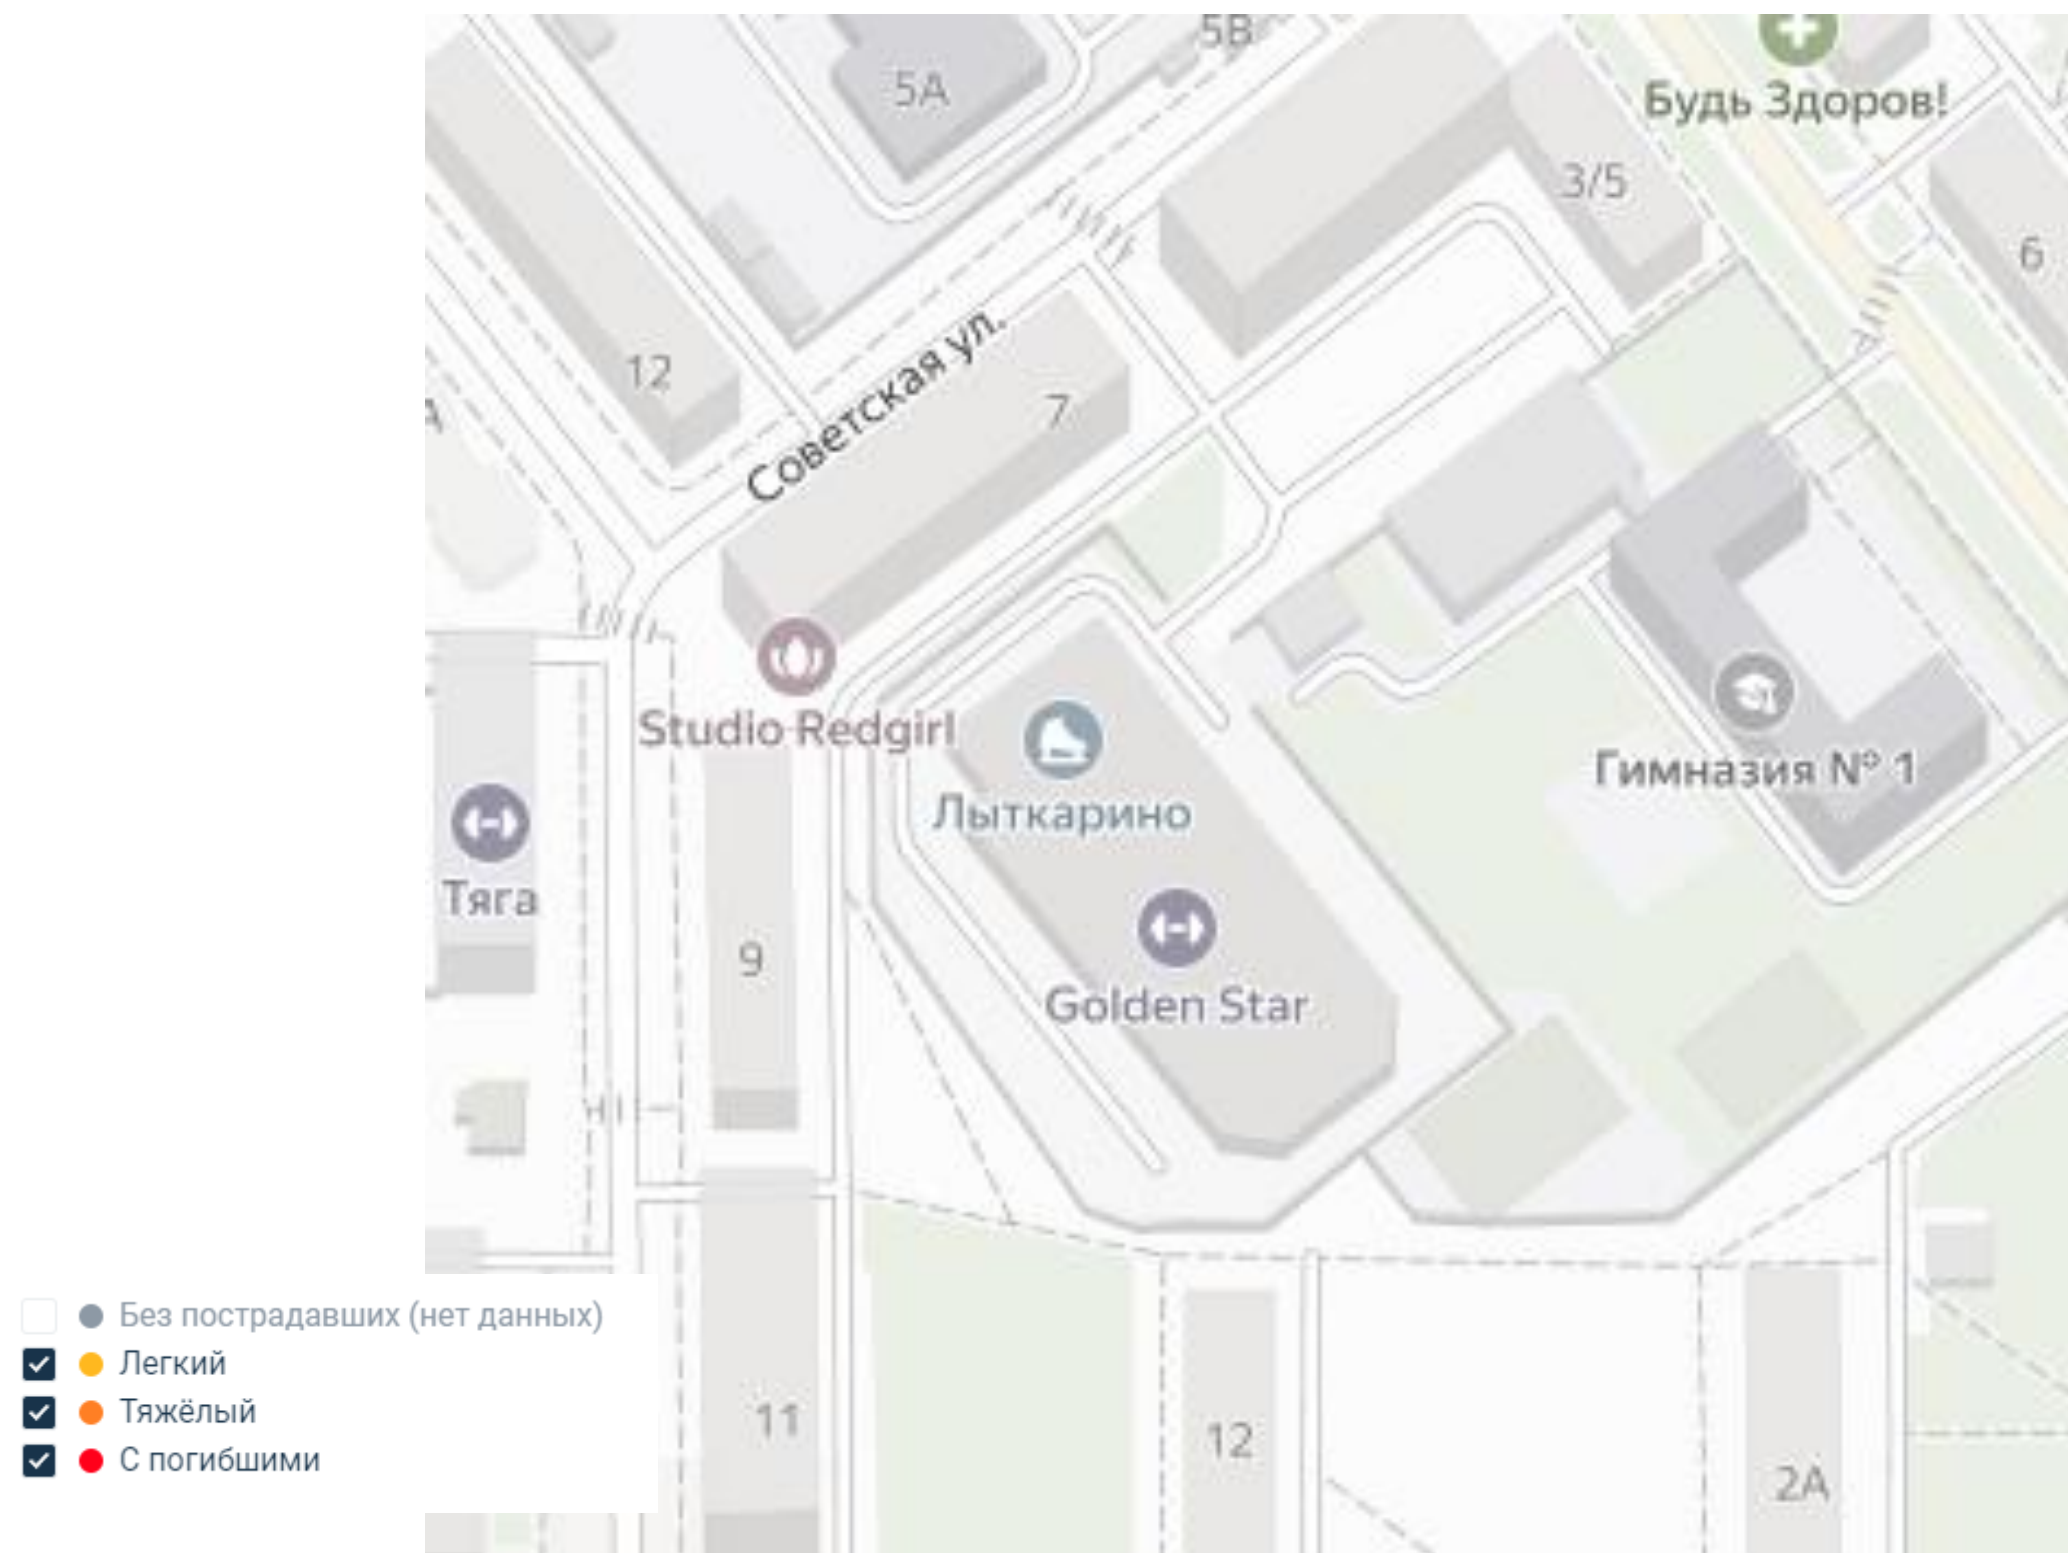 5В
5А
Будь Здоров!
3/5
6
12
Советская ул.
7
Studio Redgirl
Лыткарино
Гимназия № 1
Тяга
9
Golden Star
Без пострадавших (нет данных)
Легкий
Тяжёлый
С погибшими
11
12
2А